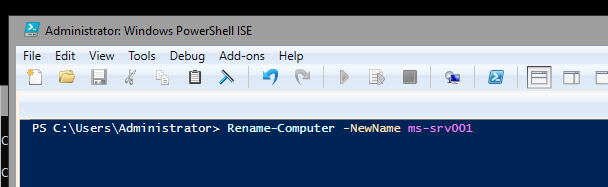 Administrator: Windows PowerShell ISE
File Edit View Tools Debug Add-ons Help
PS C:\Users\Administrator> Rename-Computer -NewName ms-srv001
C
C